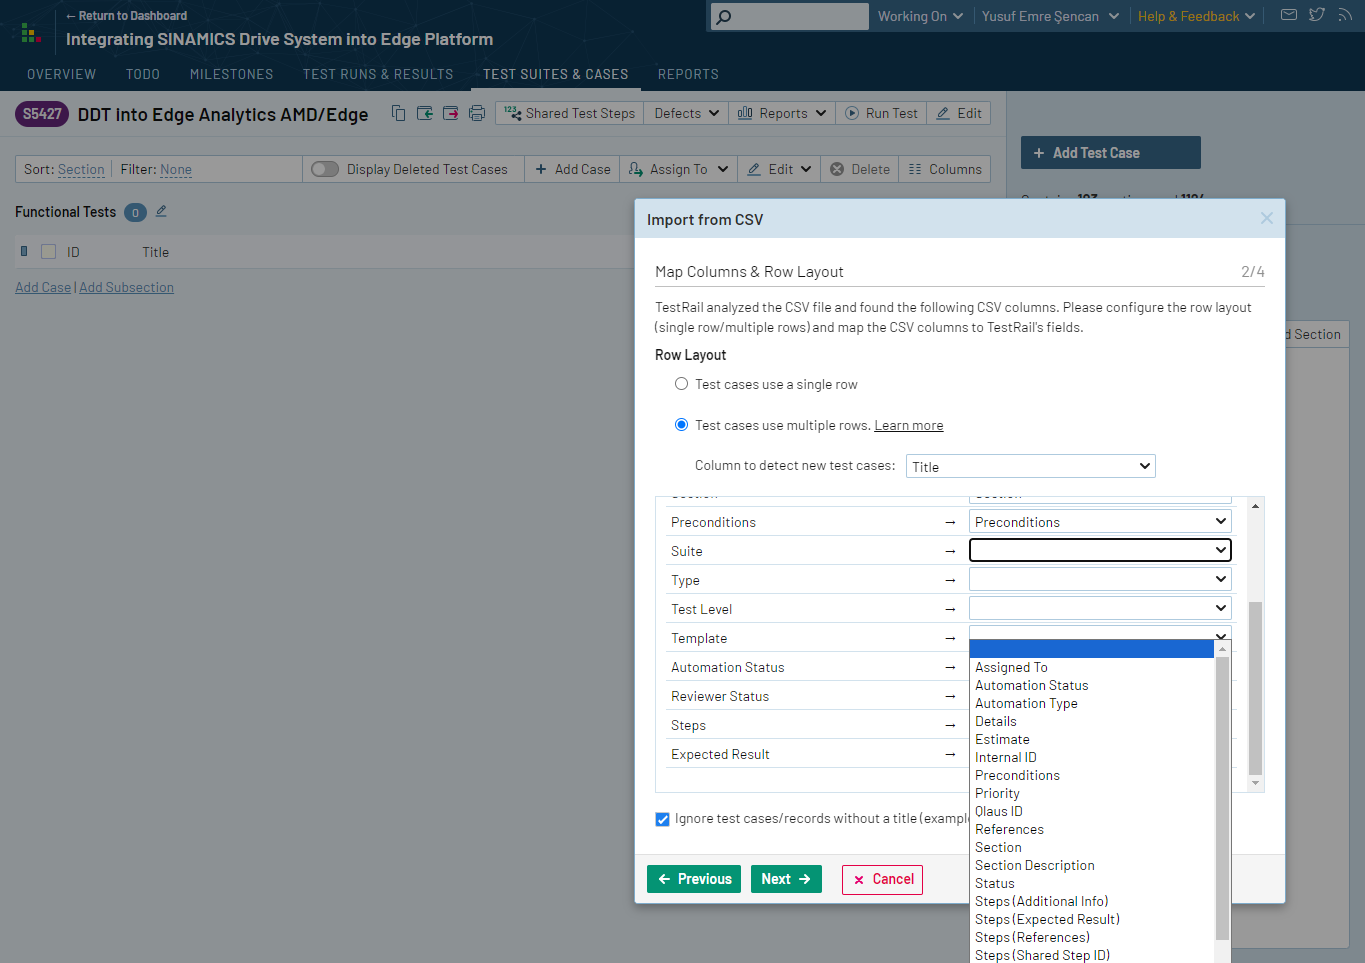 ← Return to Dashboard
Integrating SINAMICS Drive System into Edge Platform
Working On
Yusuf Emre Şencan
Help & Feedback
OVERVIEW TODO MILESTONES TEST RUNS & RESULTS TEST SUITES & CASES REPORTS
S5427 DDT Into Edge Analytics AMD/Edge
Shared Test Steps Defects Reports Run Test Edit
+ Add Test Case
Sort: Section Filter: None Display Deleted Test Cases + Add Case Assign To Edit Delete Columns
Functional Tests 0
ID Title
Add Case | Add Subsection
d Section
Import from CSV
Map Columns & Row Layout 2/4
TestRail analyzed the CSV file and found the following CSV columns. Please configure the row layout
(single row/multiple rows) and map the CSV columns to TestRail's fields.
Row Layout
Test cases use a single row
Test cases use multiple rows. Learn more
Column to detect new test cases: Title
Preconditions → Preconditions
Suite →
Type →
Test Level →
Template →
Automation Status →
Reviewer Status →
Steps →
Expected Result →
Assigned To
Automation Status
Automation Type
Details
Estimate
Internal ID
Preconditions
Priority
Qlaus ID
References
Section
Section Description
Status
Steps (Additional Info)
Steps (Expected Result)
Steps (References)
Steps (Shared Step ID)
Ignore test cases/records without a title (exampl
← Previous Next → × Cancel